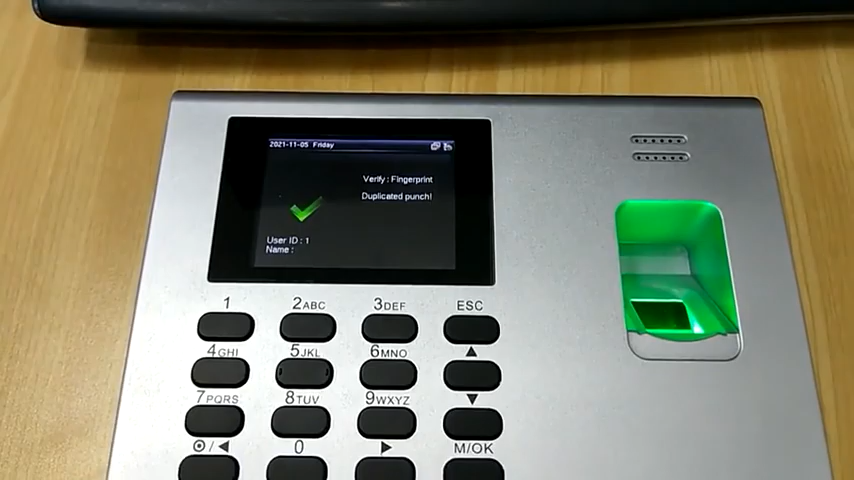 2021-11-05 Friday
Verify : Fingerprint
Duplicated punch!
User ID : 1
Name :
1 2ABC 3DEF ESC
4GHI 5JKL 6MNO ▲
7PQRS 8TUV 9WXYZ ▼
⊙/◀ 0 ▶ M/OK